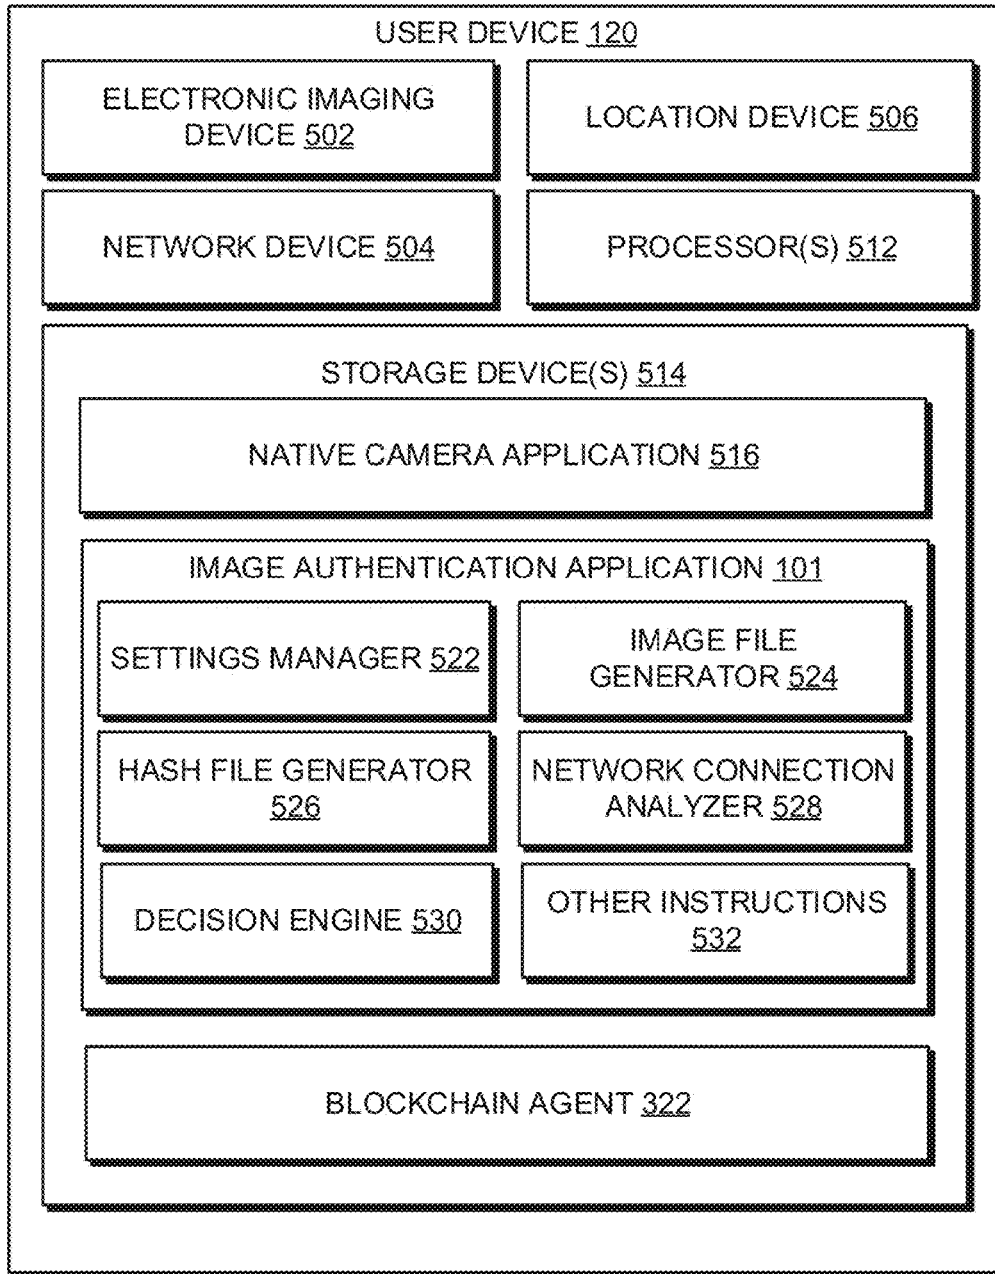 USER DEVICE 120
ELECTRONIC IMAGING
DEVICE 502
LOCATION DEVICE 506
NETWORK DEVICE 504
PROCESSOR(S) 512
STORAGE DEVICE(S) 514
NATIVE CAMERA APPLICATION 516
IMAGE AUTHENTICATION APPLICATION 101
SETTINGS MANAGER 522
IMAGE FILE
GENERATOR 524
HASH FILE GENERATOR
526
NETWORK CONNECTION
ANALYZER 528
DECISION ENGINE 530
OTHER INSTRUCTIONS
532
BLOCKCHAIN AGENT 322